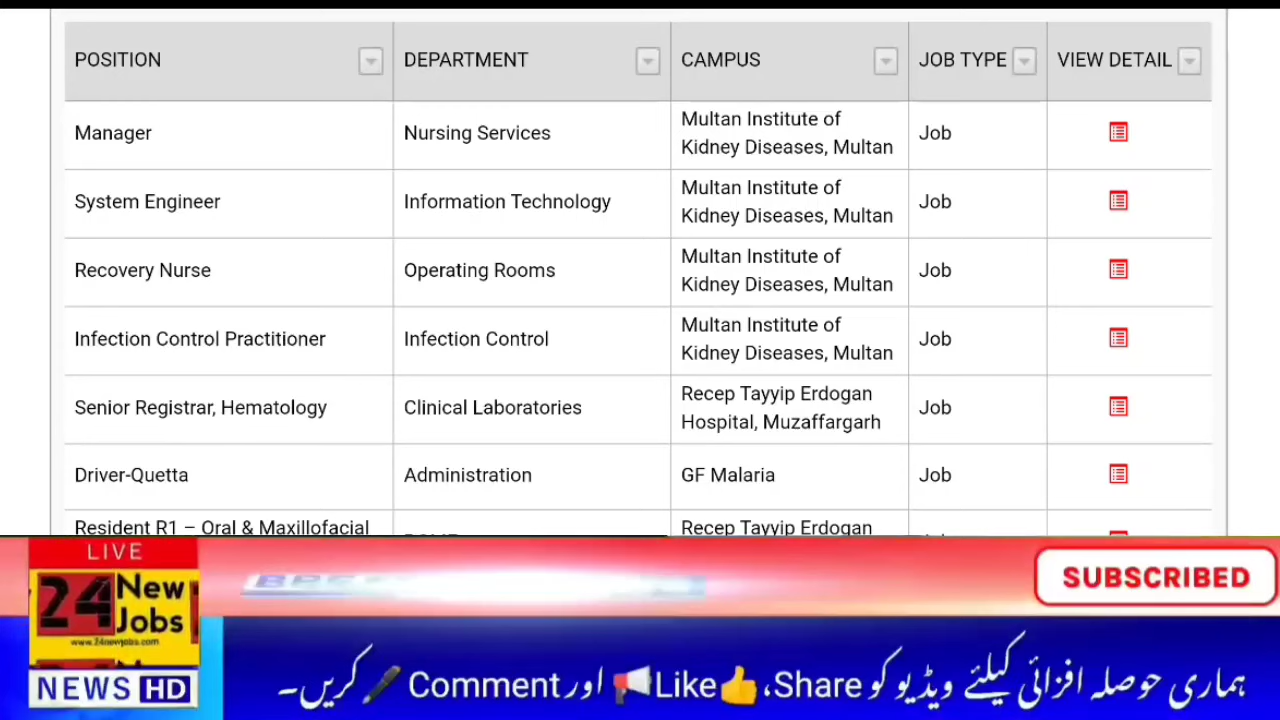 POSITION DEPARTMENT CAMPUS JOB TYPE VIEW DETAIL
Manager Nursing Services Multan Institute of Kidney Diseases, Multan Job
System Engineer Information Technology Multan Institute of Kidney Diseases, Multan Job
Recovery Nurse Operating Rooms Multan Institute of Kidney Diseases, Multan Job
Infection Control Practitioner Infection Control Multan Institute of Kidney Diseases, Multan Job
Senior Registrar, Hematology Clinical Laboratories Recep Tayyip Erdogan Hospital, Muzaffargarh Job
Driver-Quetta Administration GF Malaria Job
Resident R1 – Oral & Maxillofacial Recep Tayyip Erdogan
LIVE
24 New Jobs
www.24newjobs.com
NEWS HD
SUBSCRIBED
ہماری حوصلہ افزائی کیلئے ویڈیو کو Share،👍Like📢 اور Comment🎤 کریں۔